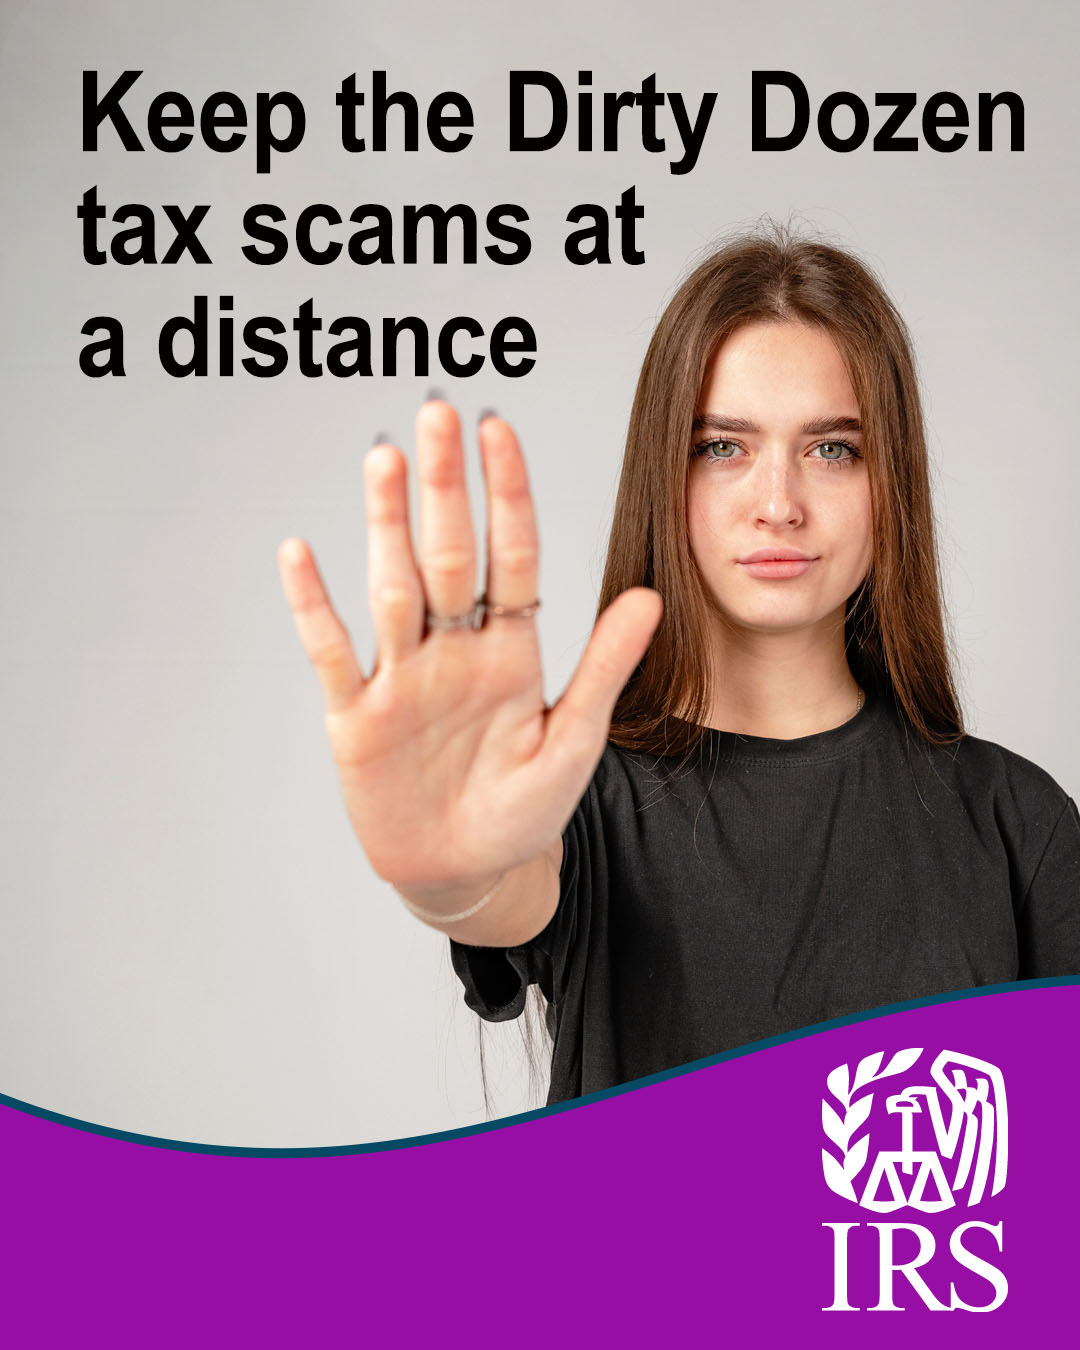 Keep the Dirty Dozen
tax scams at
a distance
IRS